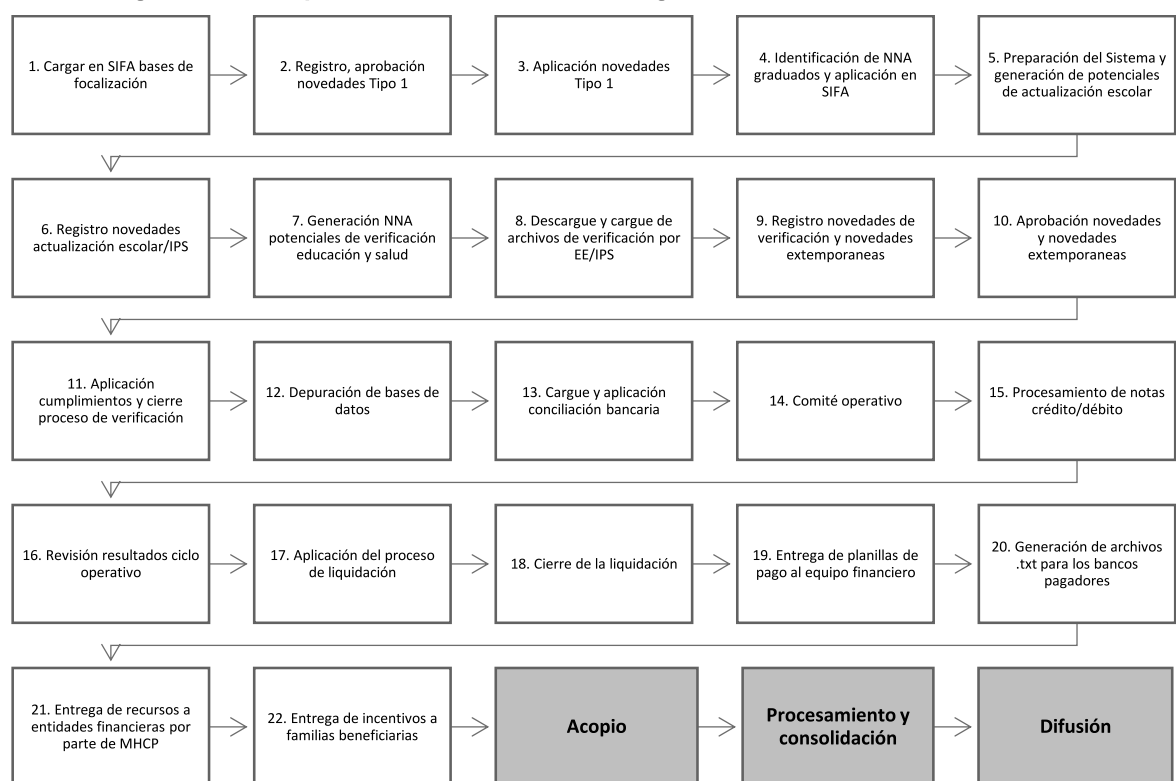 1. Cargar en SIFA bases de
focalización
2. Registro, aprobación
novedades Tipo 1
3. Aplicación novedades
Tipo 1
4. Identificación de NNA
graduados y aplicación en
SIFA
5. Preparación del Sistema y
generación de potenciales
de actualización escolar
6. Registro novedades
actualización escolar/IPS
7. Generación NNA
potenciales de verificación
educación y salud
8. Descargue y cargue de
archivos de verificación por
EE/IPS
9. Registro novedades de
verificación y novedades
extemporaneas
10. Aprobación novedades
y novedades
extemporaneas
11. Aplicación
cumplimientos y cierre
proceso de verificación
12. Depuración de bases de
datos
13. Cargue y aplicación
conciliación bancaria
14. Comité operativo
15. Procesamiento de notas
crédito/débito
16. Revisión resultados ciclo
operativo
17. Aplicación del proceso
de liquidación
18. Cierre de la liquidación
19. Entrega de planillas de
pago al equipo financiero
20. Generación de archivos
.txt para los bancos
pagadores
21. Entrega de recursos a
entidades financieras por
parte de MHCP
22. Entrega de incentivos a
familias beneficiarias
Acopio
Procesamiento y
consolidación
Difusión